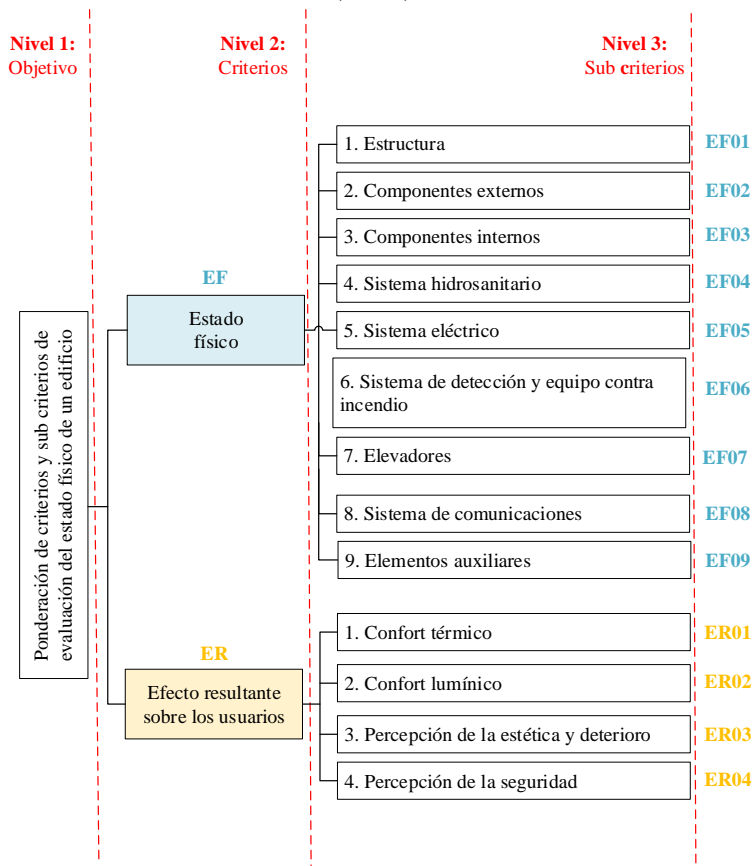 Nivel 1:
Objetivo
Nivel 2:
Criterios
Nivel 3:
Sub criterios
Ponderación de criterios y sub criterios de
evaluación del estado físico de un edificio
EF
Estado
físico
1. Estructura
EF01
2. Componentes externos
EF02
3. Componentes internos
EF03
4. Sistema hidrosanitario
EF04
5. Sistema eléctrico
EF05
6. Sistema de detección y equipo contra
incendio
EF06
7. Elevadores
EF07
8. Sistema de comunicaciones
EF08
9. Elementos auxiliares
EF09
ER
Efecto resultante
sobre los usuarios
1. Confort térmico
ER01
2. Confort lumínico
ER02
3. Percepción de la estética y deterioro
ER03
4. Percepción de la seguridad
ER04